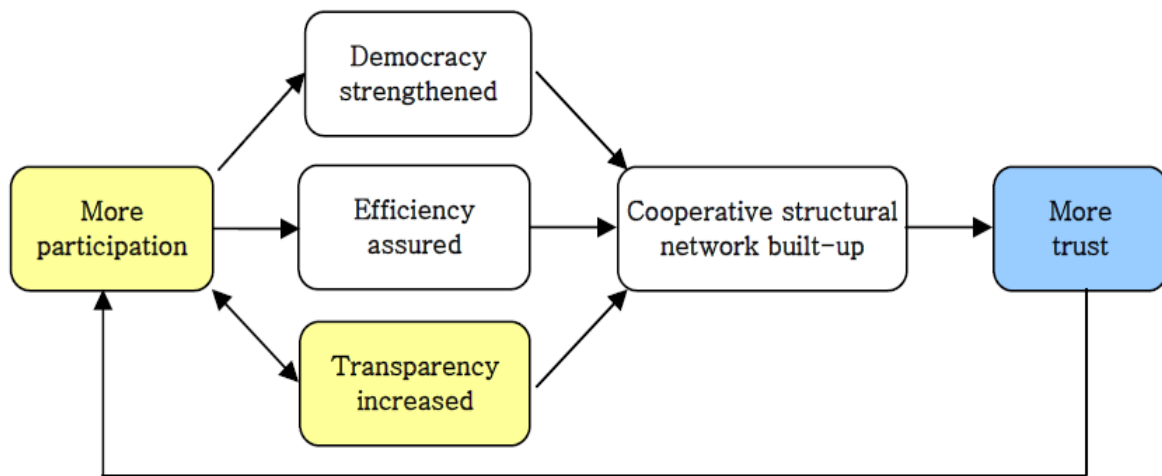 Democracy
strengthened
More
participation
Efficiency
assured
Cooperative structural
network built-up
More
trust
Transparency
increased